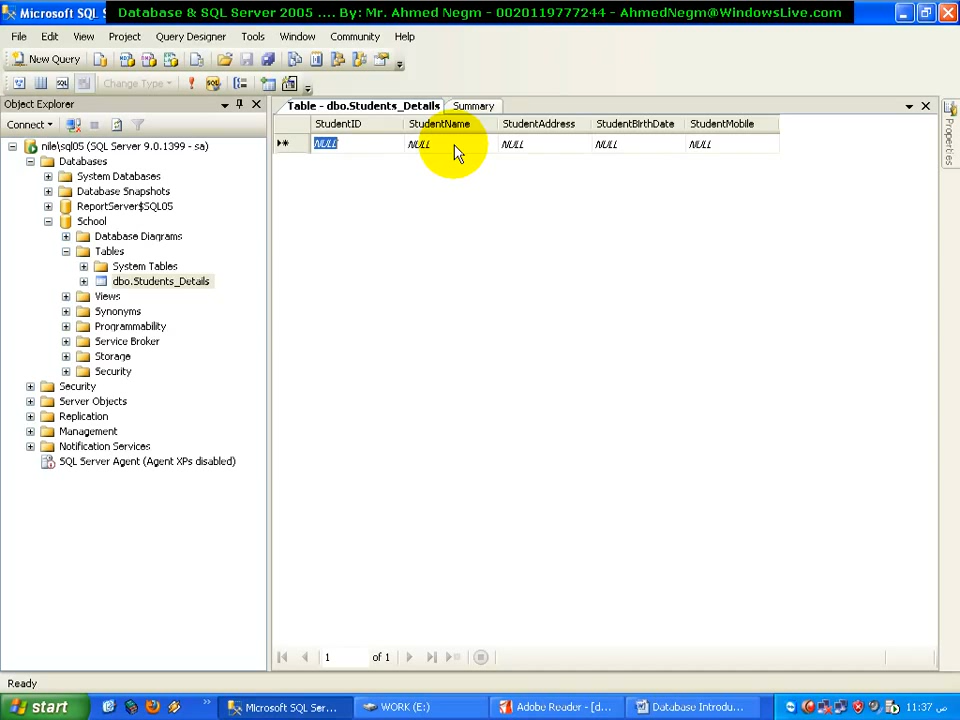 Microsoft SQL S
Database & SQL Server 2005 .... By: Mr. Ahmed Negm - 0020119777244 - AhmedNegm@WindowsLive.com
File Edit View Project Query Designer Tools Window Community Help
New Query
Change Type
Object Explorer
Connect
nile\sql05 (SQL Server 9.0.1399 - sa)
Databases
System Databases
Database Snapshots
ReportServer$SQL05
School
Database Diagrams
Tables
System Tables
dbo.Students_Details
Views
Synonyms
Programmability
Service Broker
Storage
Security
Security
Server Objects
Replication
Management
Notification Services
SQL Server Agent (Agent XPs disabled)
Table - dbo.Students_Details Summary
StudentID StudentName StudentAddress StudentBirthDate StudentMobile
NULL NULL NULL NULL NULL
Properties
1 of 1
Ready
start Microsoft SQL Ser... WORK (E:) Adobe Reader - [d... Database Introdu... 11:37 ص